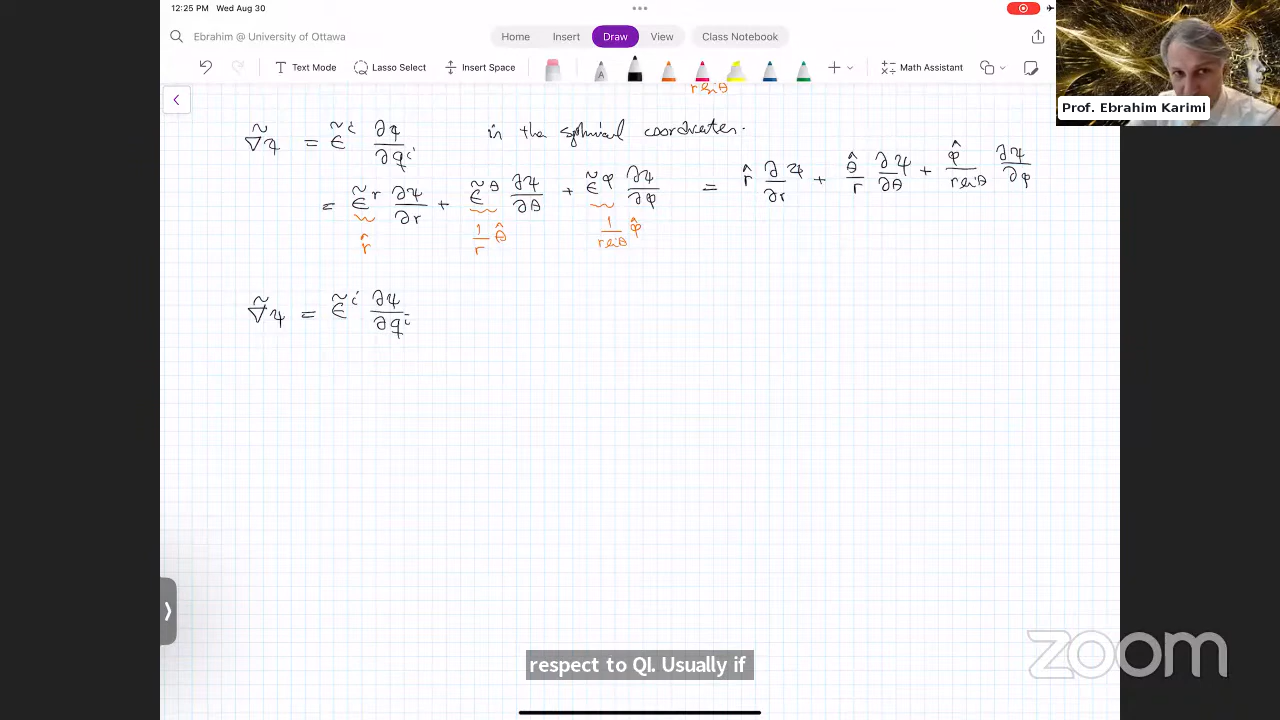 12:25 PM Wed Aug 30
Ebrahim @ University of Ottawa
Home Insert Draw View Class Notebook
Text Mode Lasso Select Insert Space Math Assistant
Prof. Ebrahim Karimi
r sinθ
∇̃ψ = ε̃^i ∂/∂q^i in the spherical coordinates.
= ε̃^r ∂ψ/∂r + ε̃^θ ∂ψ/∂θ + ε̃^φ ∂ψ/∂φ = r̂ ∂ψ/∂r + θ̂/r ∂ψ/∂θ + φ̂/(r sinθ) ∂ψ/∂φ
r̂ 1/r θ̂ 1/(r sinθ) φ̂
∇̃ψ = ε̃^i ∂ψ/∂q^i
respect to QI. Usually if
zoom